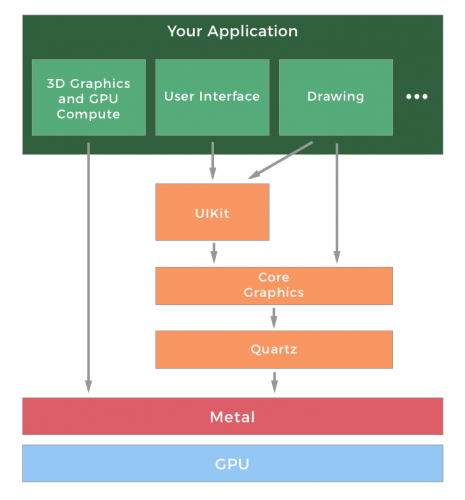 Your Application
3D Graphics
and GPU
Compute
User Interface
Drawing
...
UIKit
Core
Graphics
Quartz
Metal
GPU